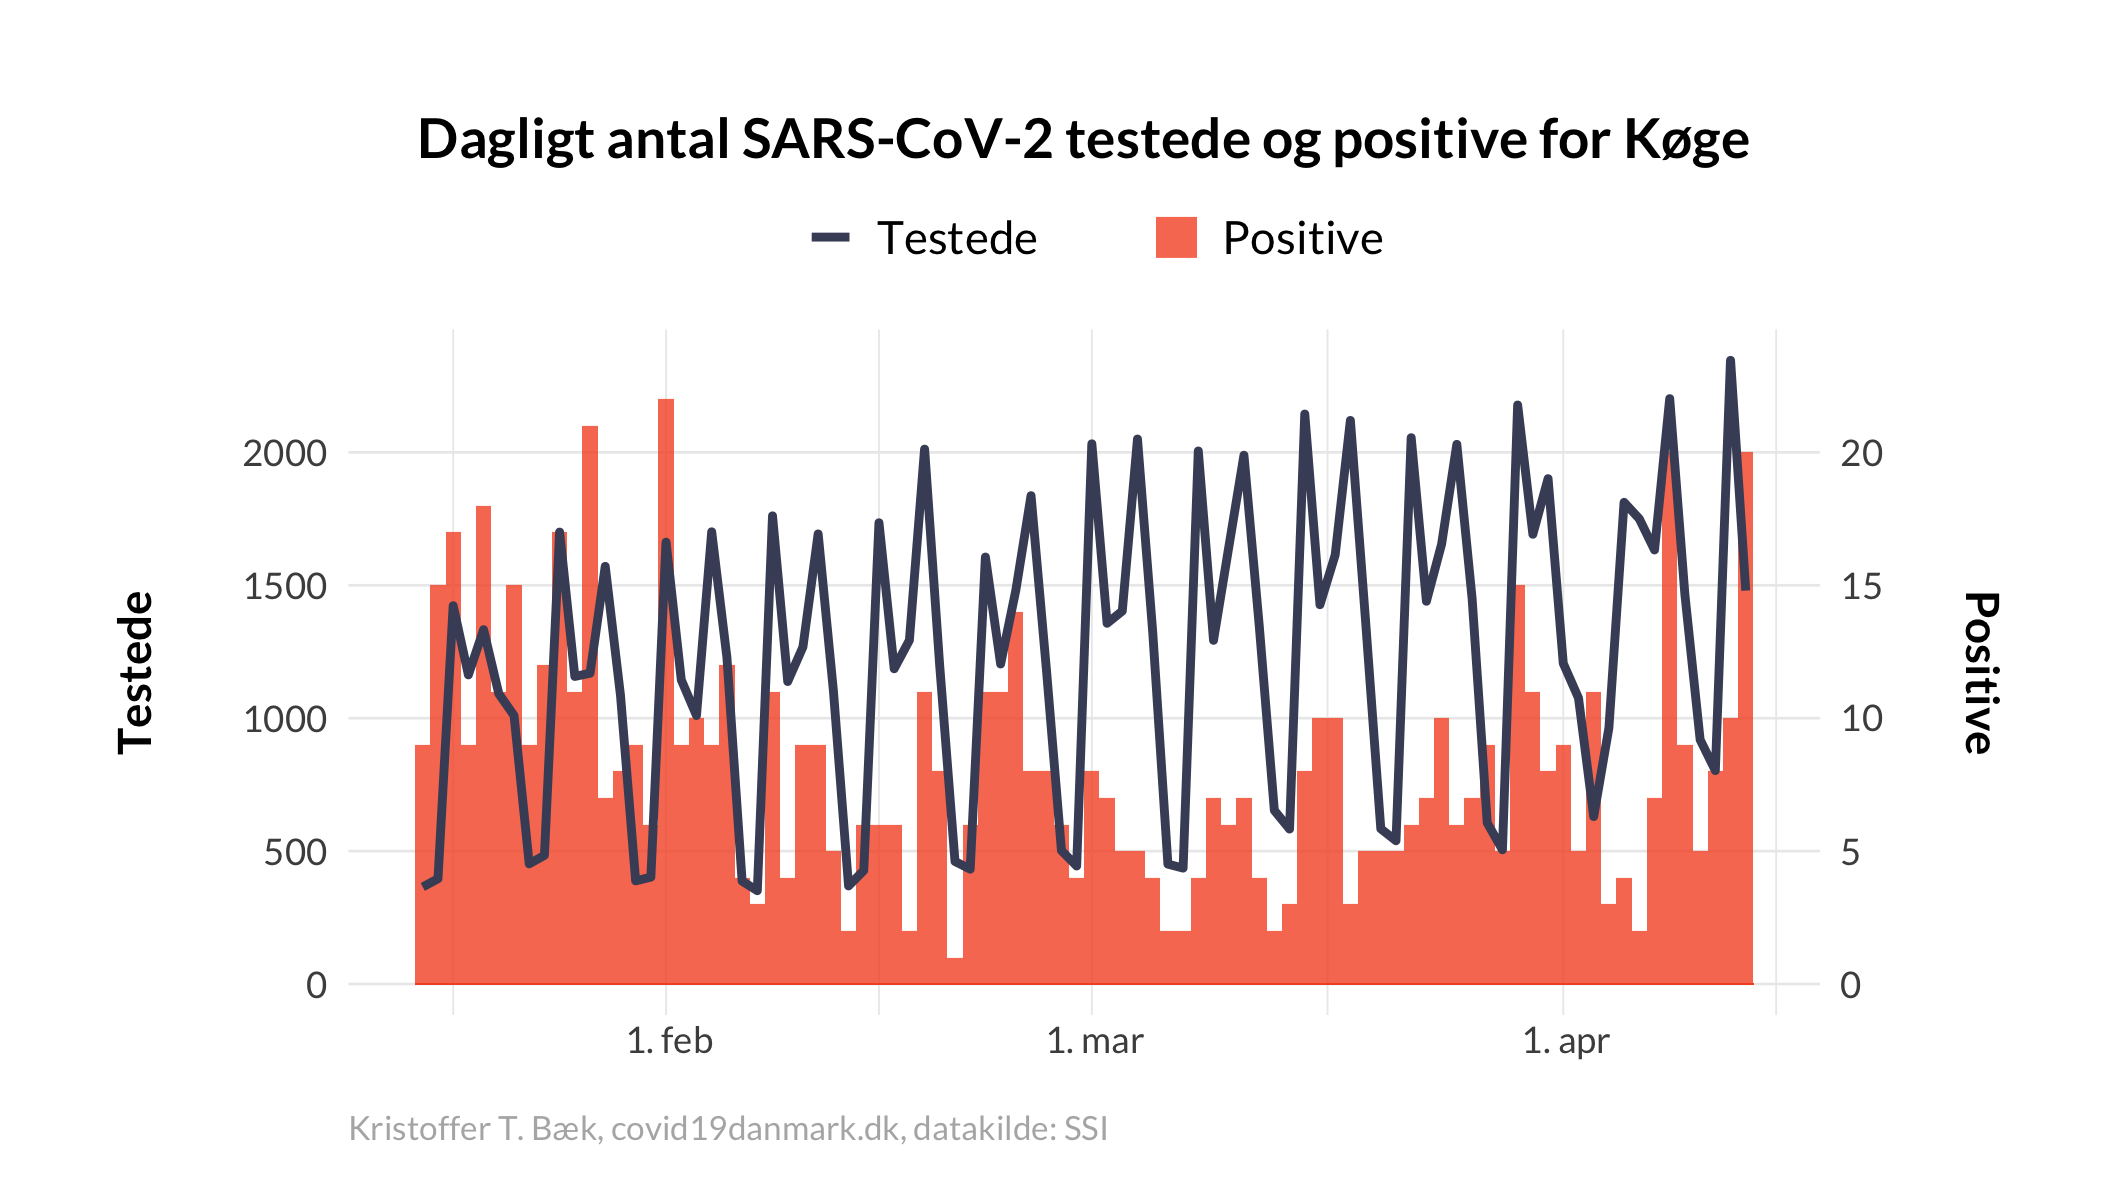 Dagligt antal SARS-CoV-2 testede og positive for Køge
Testede Positive
Testede
2000
1500
1000
500
0
20
15
10
5
0
Positive
1. feb 1. mar 1. apr
Kristoffer T. Bæk, covid19danmark.dk, datakilde: SSI